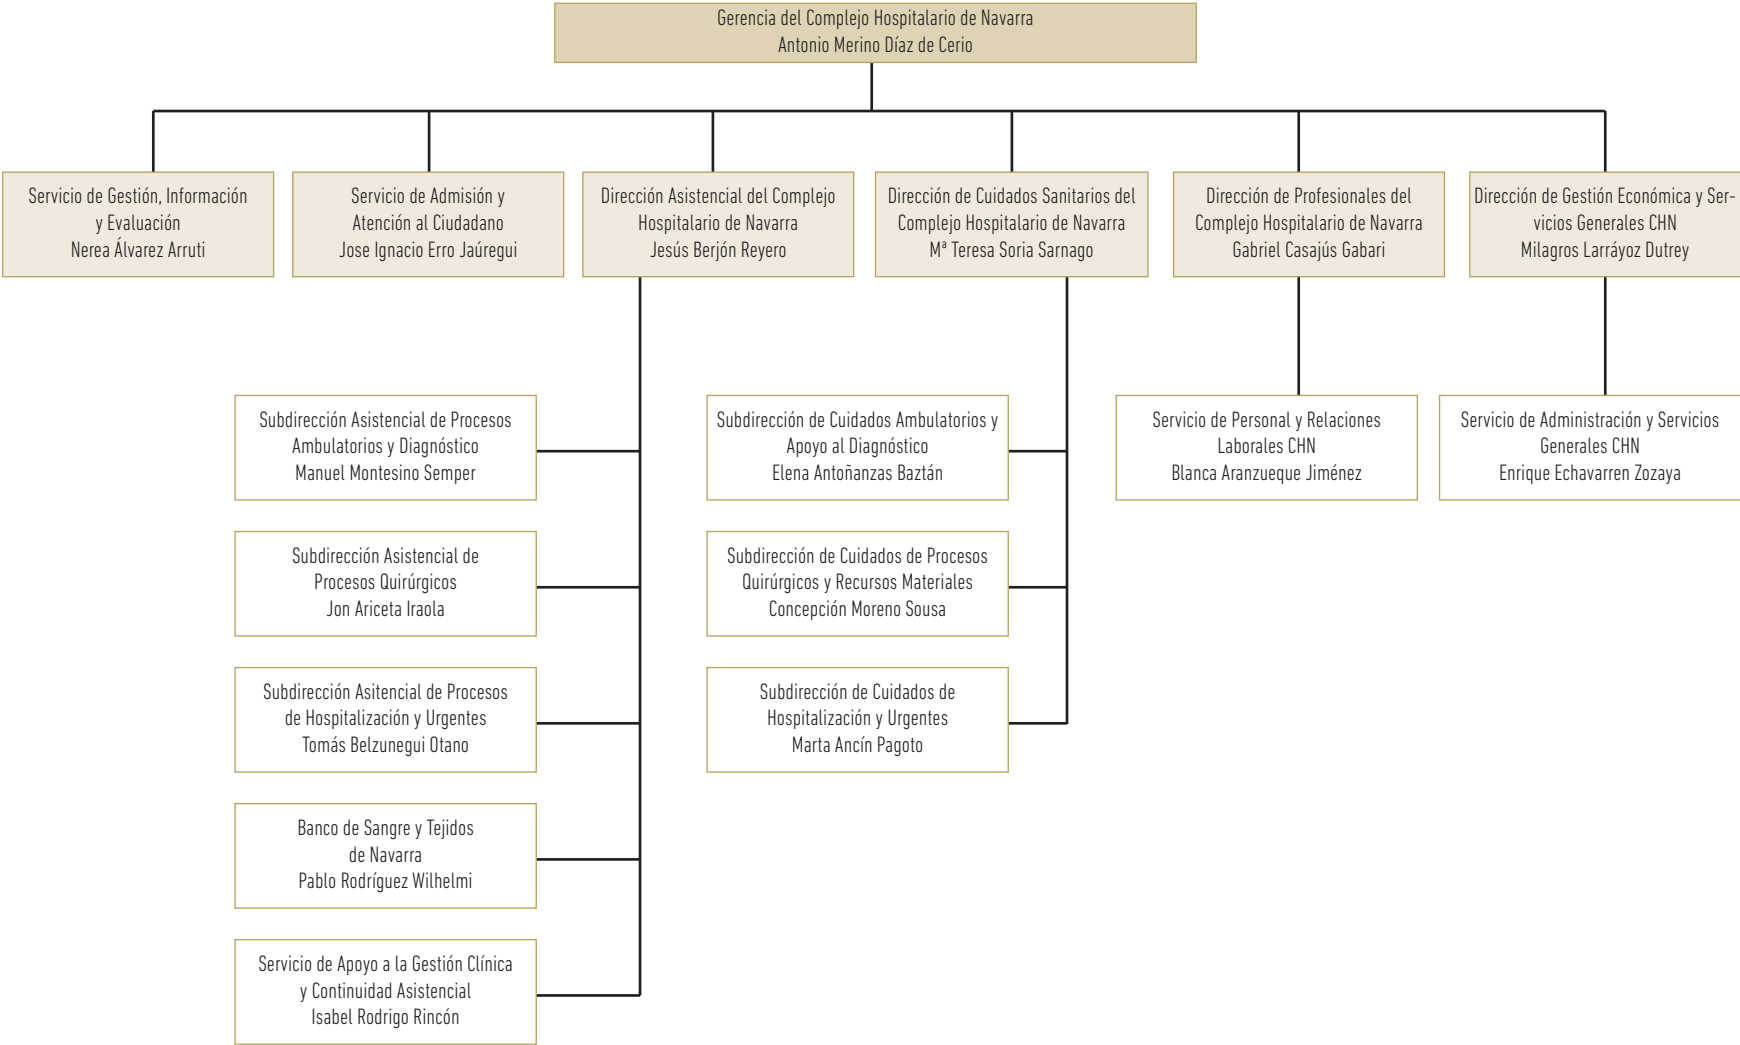 Gerencia del Complejo Hospitalario de Navarra
Antonio Merino Díaz de Cerio
Servicio de Gestión, Información
y Evaluación
Nerea Álvarez Arruti
Servicio de Admisión y
Atención al Ciudadano
Jose Ignacio Erro Jaúregui
Dirección Asistencial del Complejo
Hospitalario de Navarra
Jesús Berjón Reyero
Dirección de Cuidados Sanitarios del
Complejo Hospitalario de Navarra
Mª Teresa Soria Sarnago
Dirección de Profesionales del
Complejo Hospitalario de Navarra
Gabriel Casajús Gabari
Dirección de Gestión Económica y Ser-
vicios Generales CHN
Milagros Larráyoz Dutrey
Subdirección Asistencial de Procesos
Ambulatorios y Diagnóstico
Manuel Montesino Semper
Subdirección Asistencial de
Procesos Quirúrgicos
Jon Ariceta Iraola
Subdirección Asitencial de Procesos
de Hospitalización y Urgentes
Tomás Belzunegui Otano
Banco de Sangre y Tejidos
de Navarra
Pablo Rodríguez Wilhelmi
Servicio de Apoyo a la Gestión Clínica
y Continuidad Asistencial
Isabel Rodrigo Rincón
Subdirección de Cuidados Ambulatorios y
Apoyo al Diagnóstico
Elena Antoñanzas Baztán
Subdirección de Cuidados de Procesos
Quirúrgicos y Recursos Materiales
Concepción Moreno Sousa
Subdirección de Cuidados de
Hospitalización y Urgentes
Marta Ancín Pagoto
Servicio de Personal y Relaciones
Laborales CHN
Blanca Aranzueque Jiménez
Servicio de Administración y Servicios
Generales CHN
Enrique Echavarren Zozaya